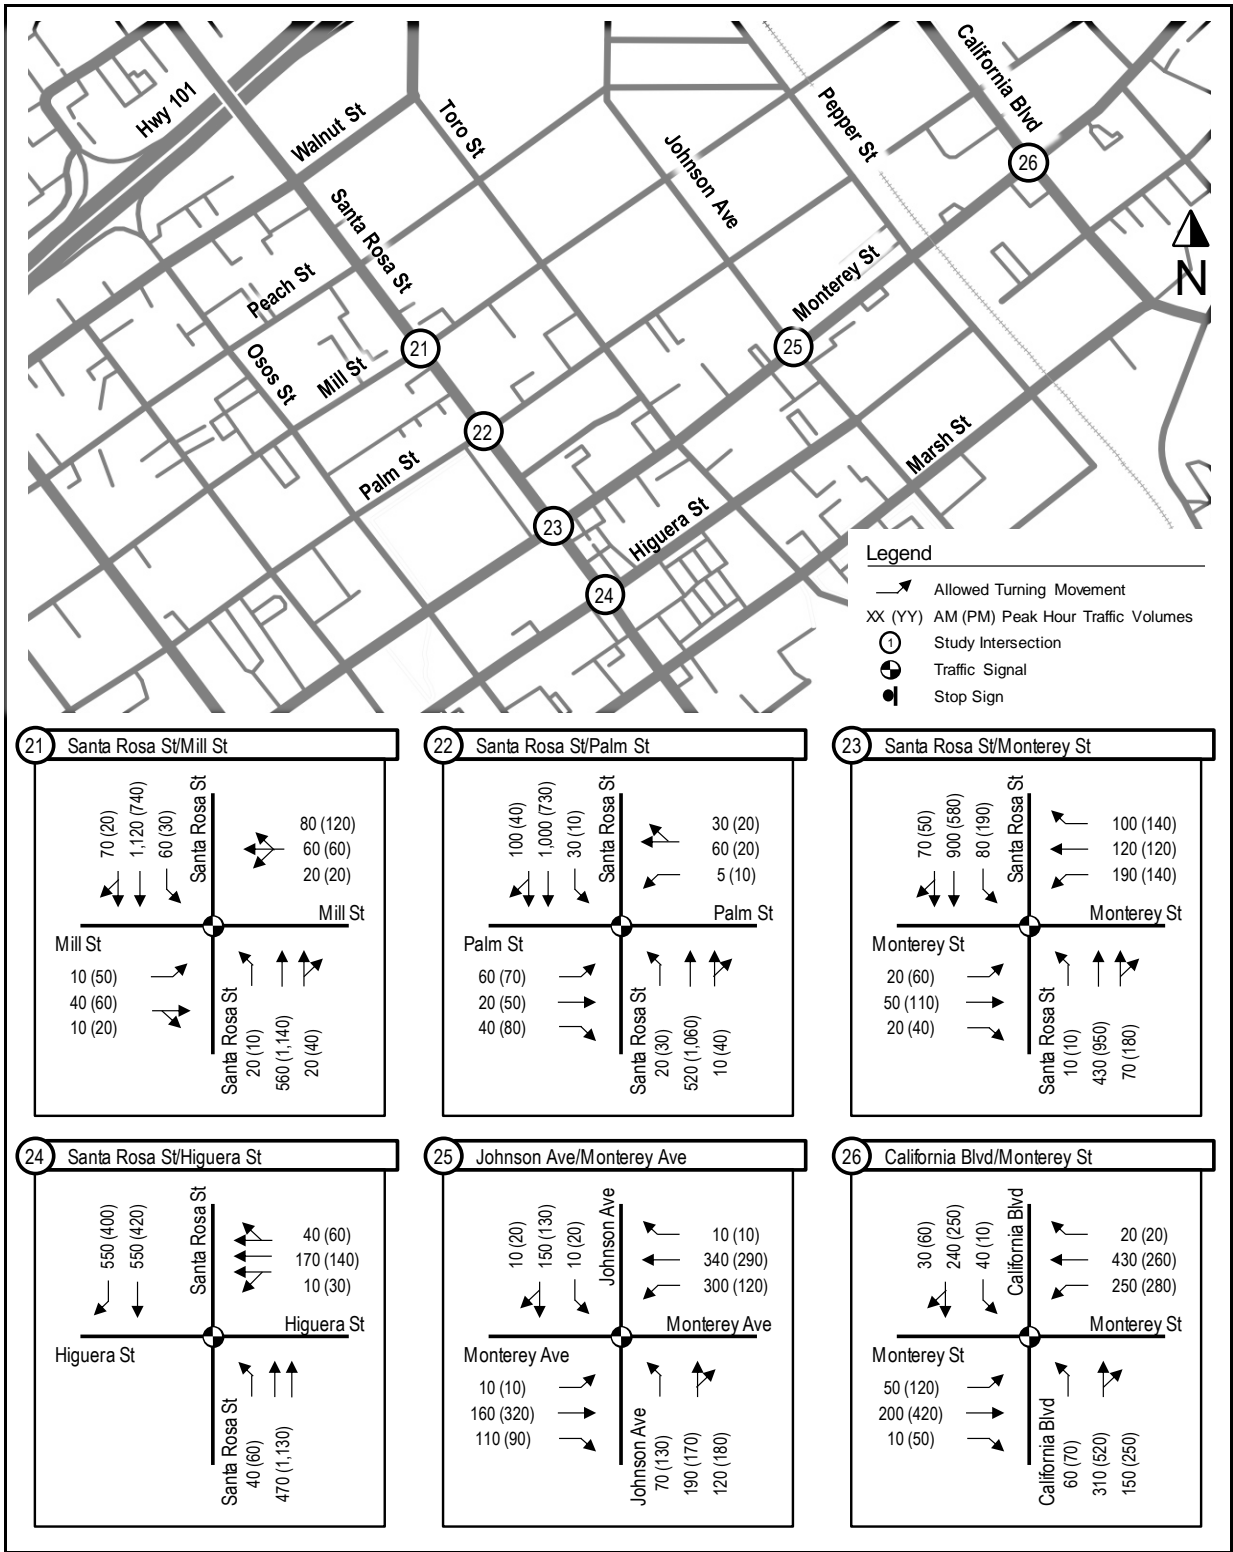 Hwy 101
Walnut St
Toro St
Pepper St
California Blvd
Johnson Ave
Santa Rosa St
Peach St
Mill St
Osos St
Palm St
Monterey St
Higuera St
Marsh St
26
21
25
22
23
24
N
Legend
Allowed Turning Movement
XX (YY) AM (PM) Peak Hour Traffic Volumes
1 Study Intersection
Traffic Signal
Stop Sign
21 Santa Rosa St/Mill St
70 (20)
1,120 (740)
60 (30)
Santa Rosa St
80 (120)
60 (60)
20 (20)
Mill St
Mill St
10 (50)
40 (60)
10 (20)
Santa Rosa St
20 (10)
560 (1,140)
20 (40)
22 Santa Rosa St/Palm St
100 (40)
1,000 (730)
30 (10)
Santa Rosa St
30 (20)
60 (20)
5 (10)
Palm St
Palm St
60 (70)
20 (50)
40 (80)
Santa Rosa St
20 (30)
520 (1,060)
10 (40)
23 Santa Rosa St/Monterey St
70 (50)
900 (580)
80 (190)
Santa Rosa St
100 (140)
120 (120)
190 (140)
Monterey St
Monterey St
20 (60)
50 (110)
20 (40)
Santa Rosa St
10 (10)
430 (950)
70 (180)
24 Santa Rosa St/Higuera St
550 (400)
550 (420)
Santa Rosa St
40 (60)
170 (140)
10 (30)
Higuera St
Higuera St
Santa Rosa St
40 (60)
470 (1,130)
25 Johnson Ave/Monterey Ave
10 (20)
150 (130)
10 (20)
Johnson Ave
10 (10)
340 (290)
300 (120)
Monterey Ave
Monterey Ave
10 (10)
160 (320)
110 (90)
Johnson Ave
70 (130)
190 (170)
120 (180)
26 California Blvd/Monterey St
30 (60)
240 (250)
40 (10)
California Blvd
20 (20)
430 (260)
250 (280)
Monterey St
Monterey St
50 (120)
200 (420)
10 (50)
California Blvd
60 (70)
310 (520)
150 (250)